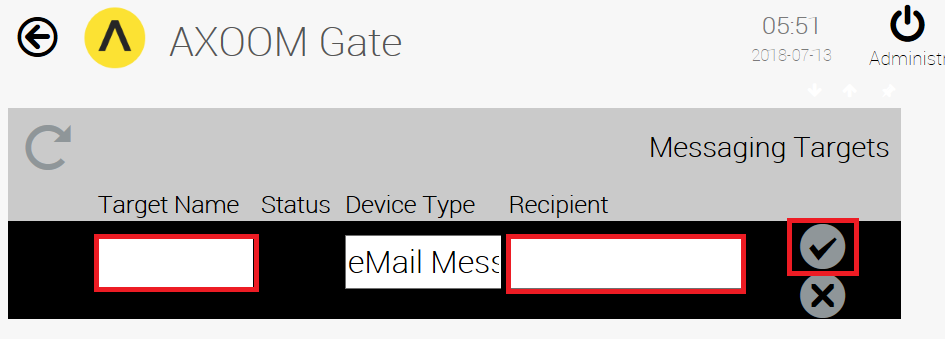 AXOOM Gate
05:51
2018-07-13
Administr
Messaging Targets
Target Name Status Device Type Recipient
eMail Mess